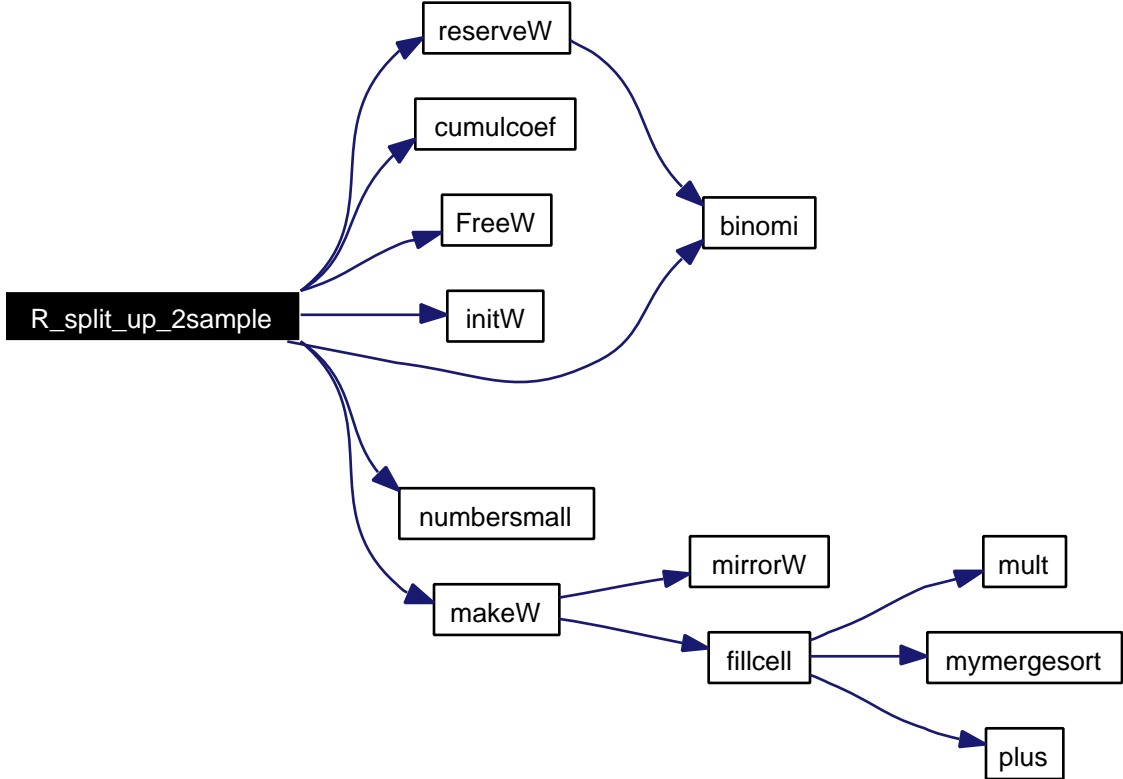 reserveW
cumulcoef
FreeW
binomi
R_split_up_2sample
initW
numbersmall
mirrorW
mult
makeW
fillcell
mymergesort
plus